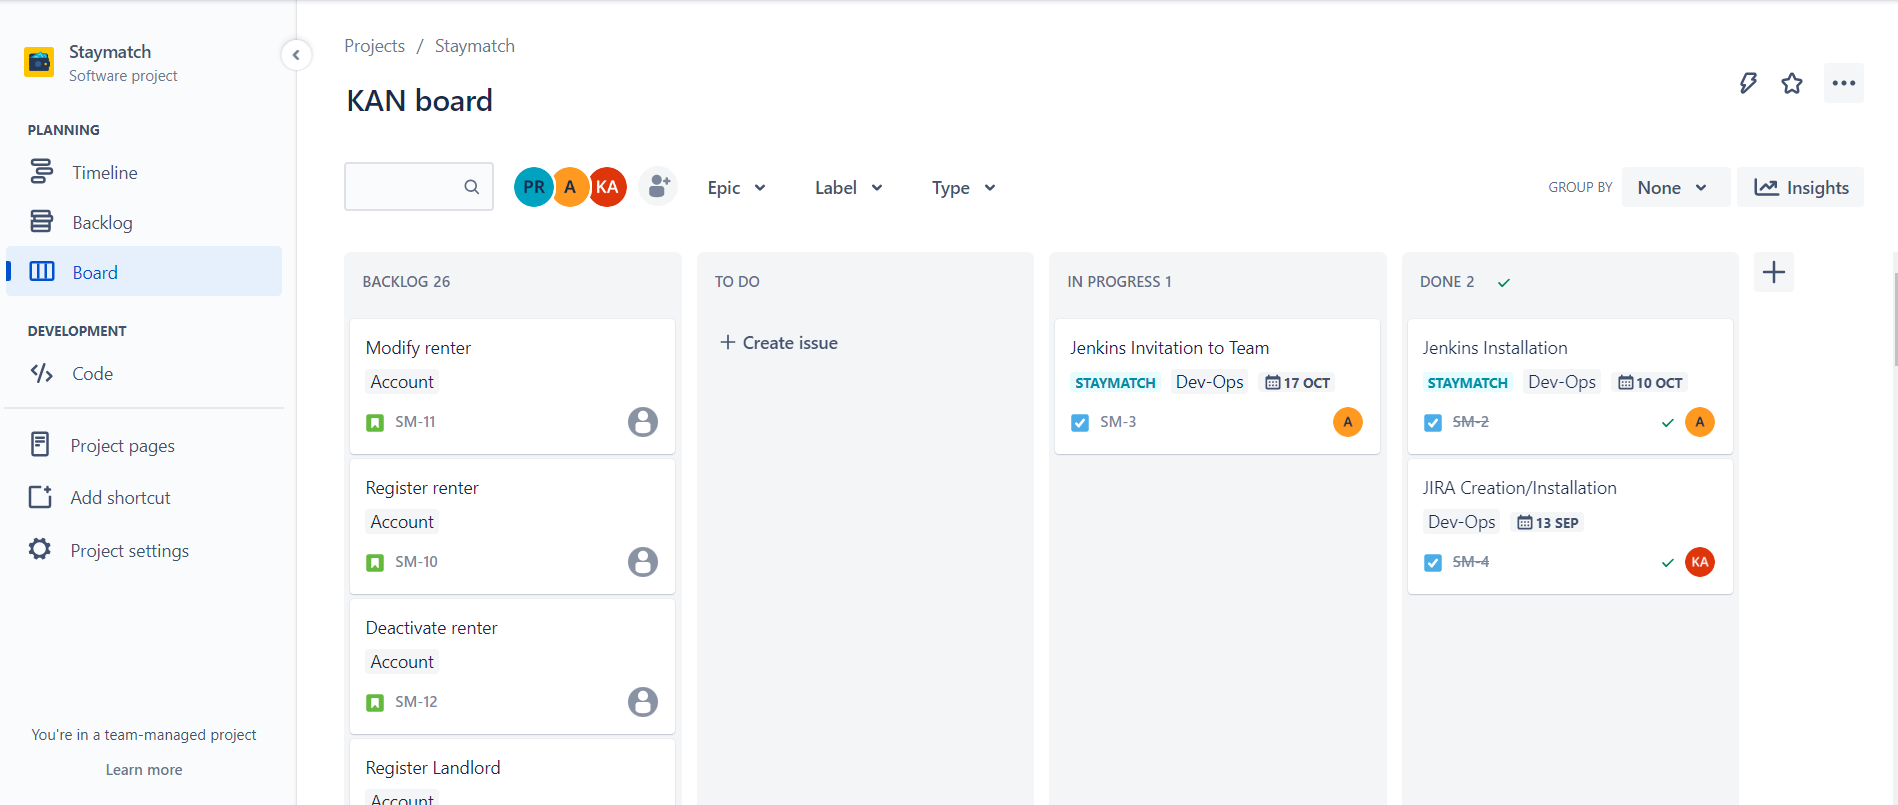 Staymatch
Software project
PLANNING
Timeline
Backlog
Board
DEVELOPMENT
Code
Project pages
Add shortcut
Project settings
You're in a team-managed project
Learn more
Projects / Staymatch
KAN board
PR A KA
Epic
Label
Type
GROUP BY
None
Insights
BACKLOG 26
Modify renter
Account
SM-11
Register renter
Account
SM-10
Deactivate renter
Account
SM-12
Register Landlord
Account
TO DO
+ Create issue
IN PROGRESS 1
Jenkins Invitation to Team
STAYMATCH Dev-Ops 17 OCT
SM-3 A
DONE 2
Jenkins Installation
STAYMATCH Dev-Ops 10 OCT
SM-2 A
JIRA Creation/Installation
Dev-Ops 13 SEP
SM-4 KA